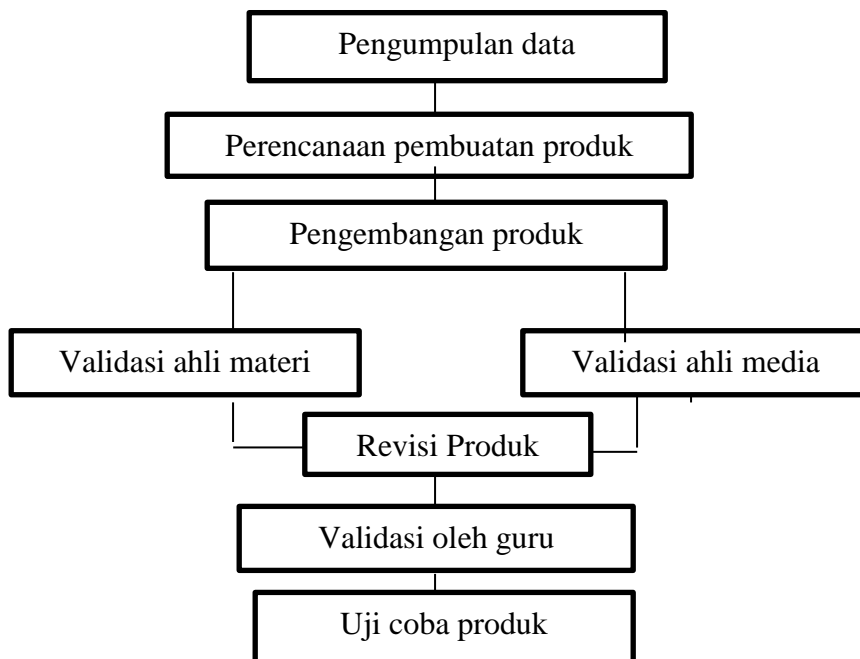 Pengumpulan data
Perencanaan pembuatan produk
Pengembangan produk
Validasi ahli materi
Validasi ahli media
Revisi Produk
Validasi oleh guru
Uji coba produk